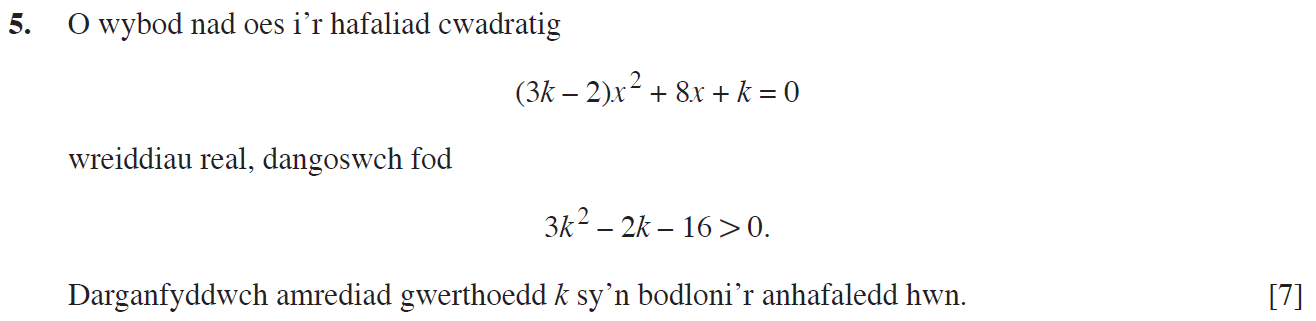 5. O wybod nad oes i’r hafaliad cwadratig
(3k – 2)x² + 8x + k = 0
wreiddiau real, dangoswch fod
3k² – 2k – 16 > 0.
Darganfyddwch amrediad gwerthoedd k sy’n bodloni’r anhafaledd hwn. [7]